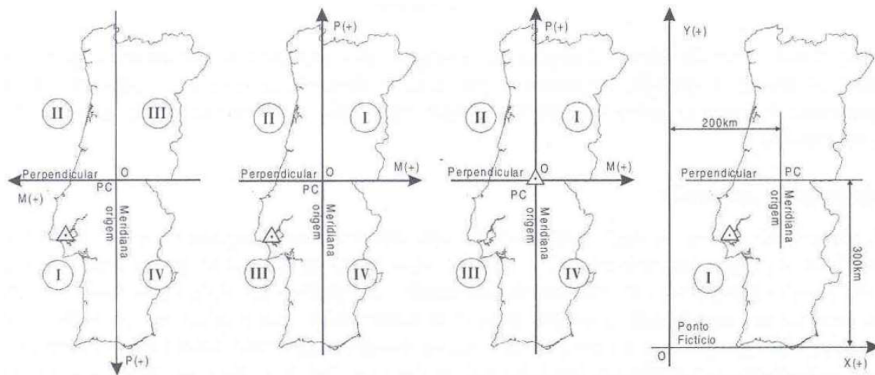 II
III
Perpendicular
O
M(+)
PC
Meridiana
origem
I
IV
P(+)
P(+)
II
I
Perpendicular
O
M(+)
PC
Meridiana
origem
III
IV
P(+)
II
I
Perpendicular
O
M(+)
PC
Meridiana
origem
III
IV
Y(+)
200km
Perpendicular
PC
Meridiana
origem
300km
I
Ponto
Fictício
O
X(+)